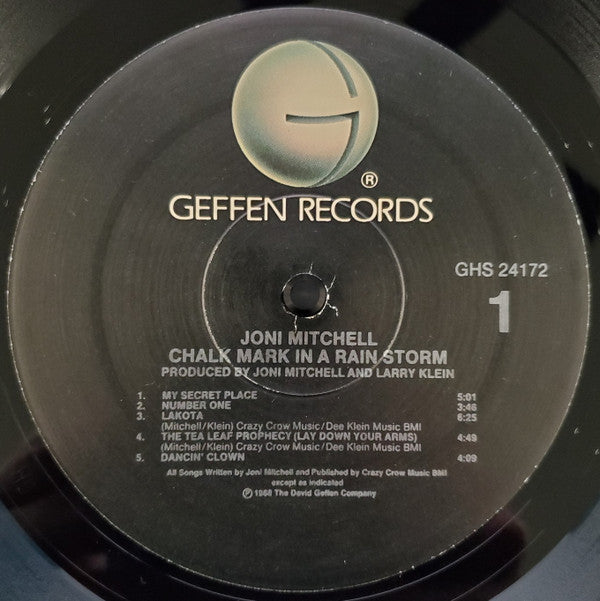 G
®
GEFFEN RECORDS
GHS 24172
1
JONI MITCHELL
CHALK MARK IN A RAIN STORM
PRODUCED BY JONI MITCHELL AND LARRY KLEIN
1. MY SECRET PLACE 5:01
2. NUMBER ONE 3:46
3. LAKOTA 6:25
(Mitchell/Klein) Crazy Crow Music/Dee Klein Music BMI
4. THE TEA LEAF PROPHECY (LAY DOWN YOUR ARMS) 4:49
(Mitchell/Klein) Crazy Crow Music/Dee Klein Music BMI
5. DANCIN' CLOWN 4:09
All Songs Written by Joni Mitchell and Published by Crazy Crow Music BMI
except as indicated
℗ 1988 The David Geffen Company